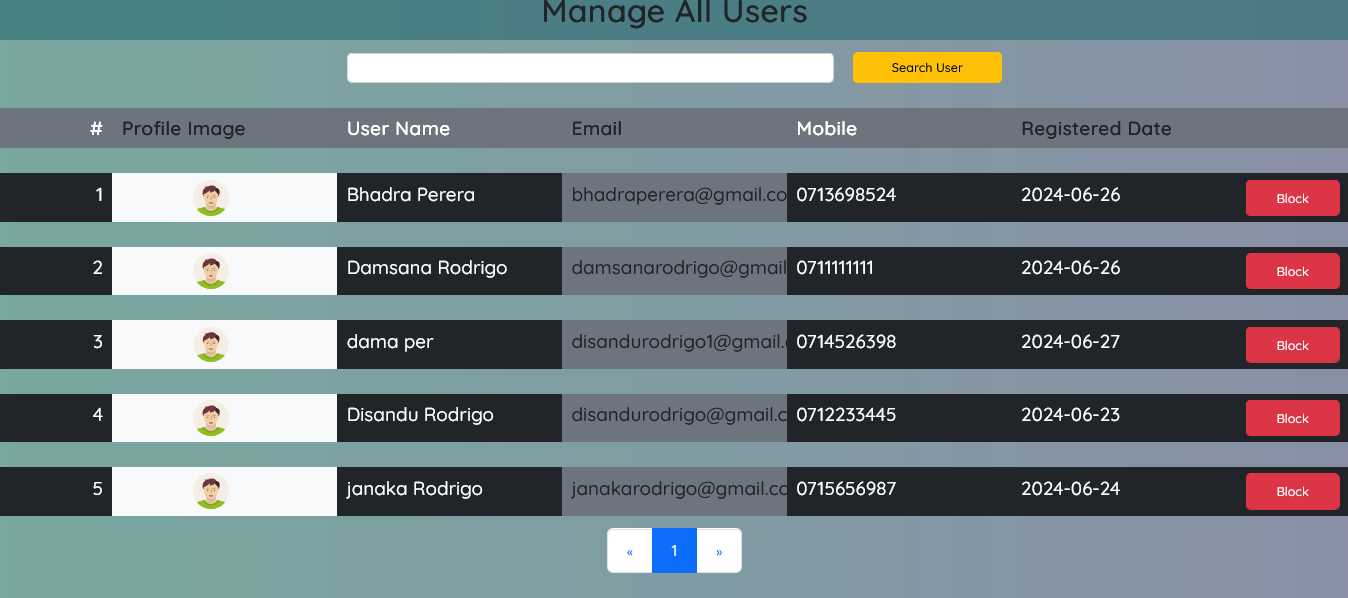 Manage All Users
Search User
# Profile Image User Name Email Mobile Registered Date
1 Bhadra Perera bhadraperera@gmail.co 0713698524 2024-06-26 Block
2 Damsana Rodrigo damsanarodrigo@gmail 0711111111 2024-06-26 Block
3 dama per disandurodrigo1@gmail. 0714526398 2024-06-27 Block
4 Disandu Rodrigo disandurodrigo@gmail.c 0712233445 2024-06-23 Block
5 janaka Rodrigo janakarodrigo@gmail.co 0715656987 2024-06-24 Block
« 1 »